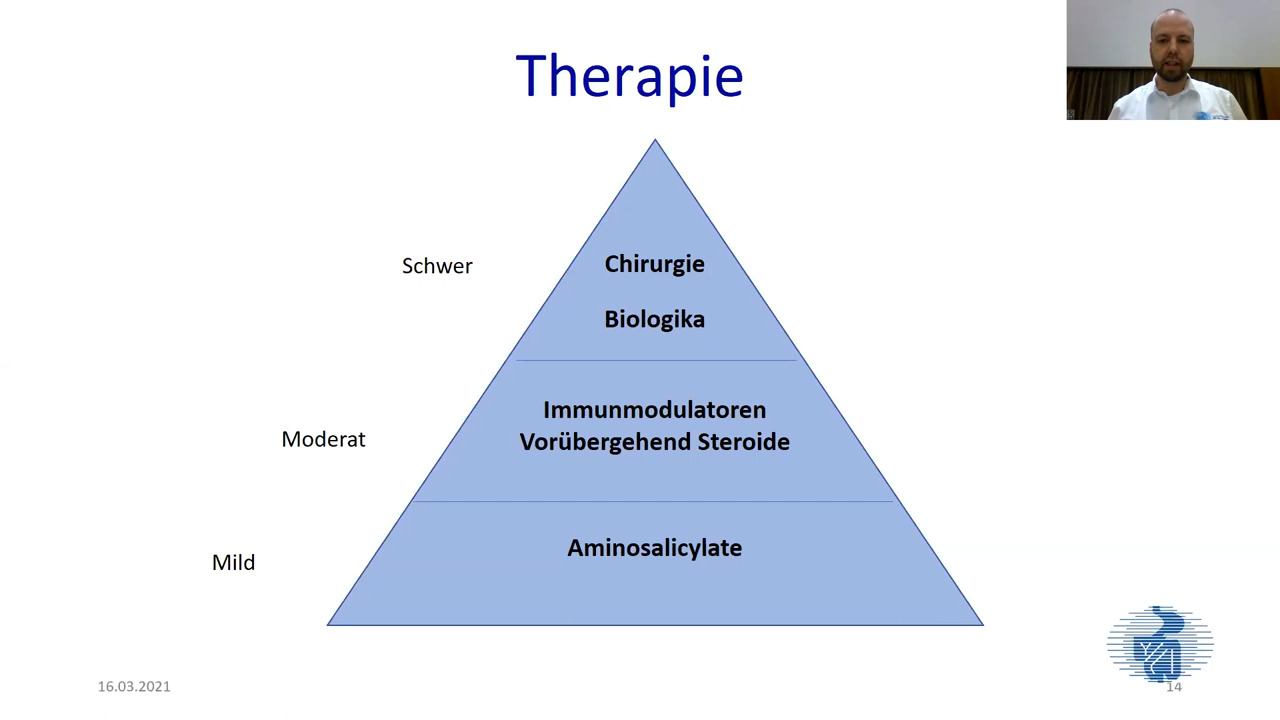 Therapie
Schwer
Chirurgie
Biologika
Moderat
Immunmodulatoren
Vorübergehend Steroide
Mild
Aminosalicylate
16.03.2021
14